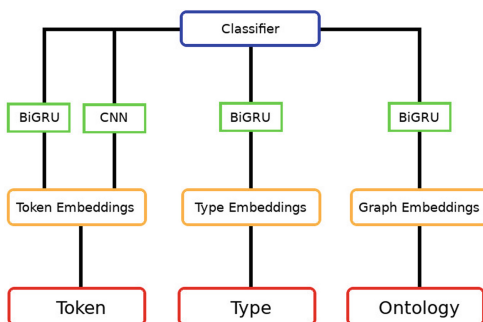 Classifier
BiGRU CNN BiGRU BiGRU
Token Embeddings Type Embeddings Graph Embeddings
Token Type Ontology